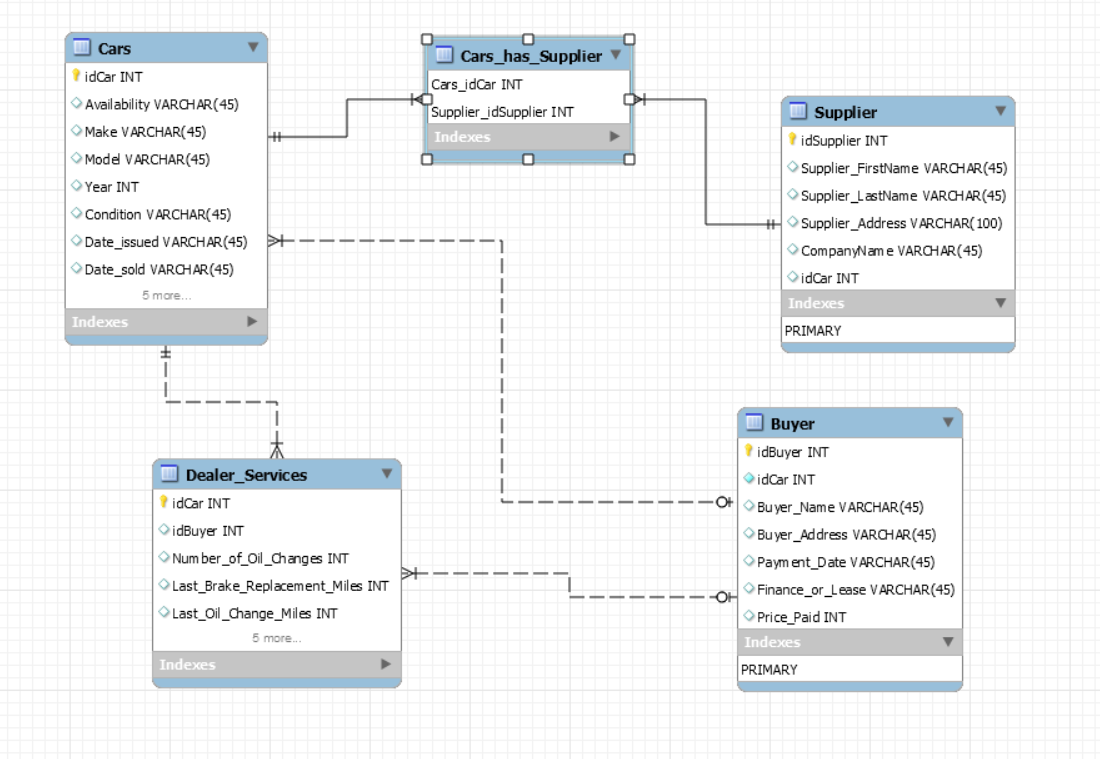 Cars
idCar INT
Availability VARCHAR(45)
Make VARCHAR(45)
Model VARCHAR(45)
Year INT
Condition VARCHAR(45)
Date_issued VARCHAR(45)
Date_sold VARCHAR(45)
5 more...
Indexes
Cars_has_Supplier
Cars_idCar INT
Supplier_idSupplier INT
Indexes
Supplier
idSupplier INT
Supplier_FirstName VARCHAR(45)
Supplier_LastName VARCHAR(45)
Supplier_Address VARCHAR(100)
CompanyName VARCHAR(45)
idCar INT
Indexes
PRIMARY
Dealer_Services
idCar INT
idBuyer INT
Number_of_Oil_Changes INT
Last_Brake_Replacement_Miles INT
Last_Oil_Change_Miles INT
5 more...
Indexes
Buyer
idBuyer INT
idCar INT
Buyer_Name VARCHAR(45)
Buyer_Address VARCHAR(45)
Payment_Date VARCHAR(45)
Finance_or_Lease VARCHAR(45)
Price_Paid INT
Indexes
PRIMARY